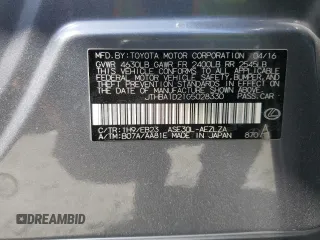 MFD. BY: TOYOTA MOTOR CORPORATION 04/16
GVWR 4630LB GAWR FR 2400LB RR 2545LB
THIS VEHICLE CONFORMS TO ALL APPLICABLE
FEDERAL MOTOR VEHICLE SAFETY, BUMPER, AND
THEFT PREVENTION STANDARDS IN EFFECT ON
THE DATE OF MANUFACTURE SHOWN ABOVE.
JTHBA1D21G5028330 PASS.CAR
C/TR:1H9/EB23 ASE30L-AEZLZA
A/TM:B07A/AA81E MADE IN JAPAN
DREAMBID